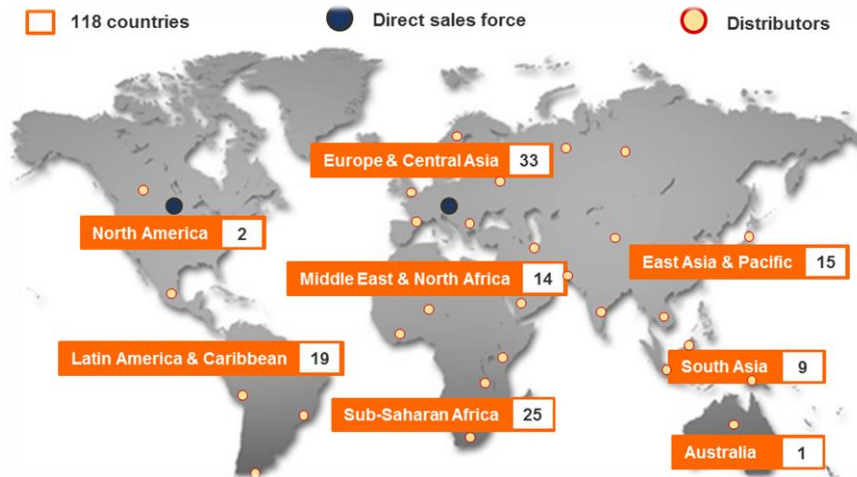 118 countries
Direct sales force
Distributors
Europe & Central Asia 33
North America 2
East Asia & Pacific 15
Middle East & North Africa 14
Latin America & Caribbean 19
South Asia 9
Sub-Saharan Africa 25
Australia 1